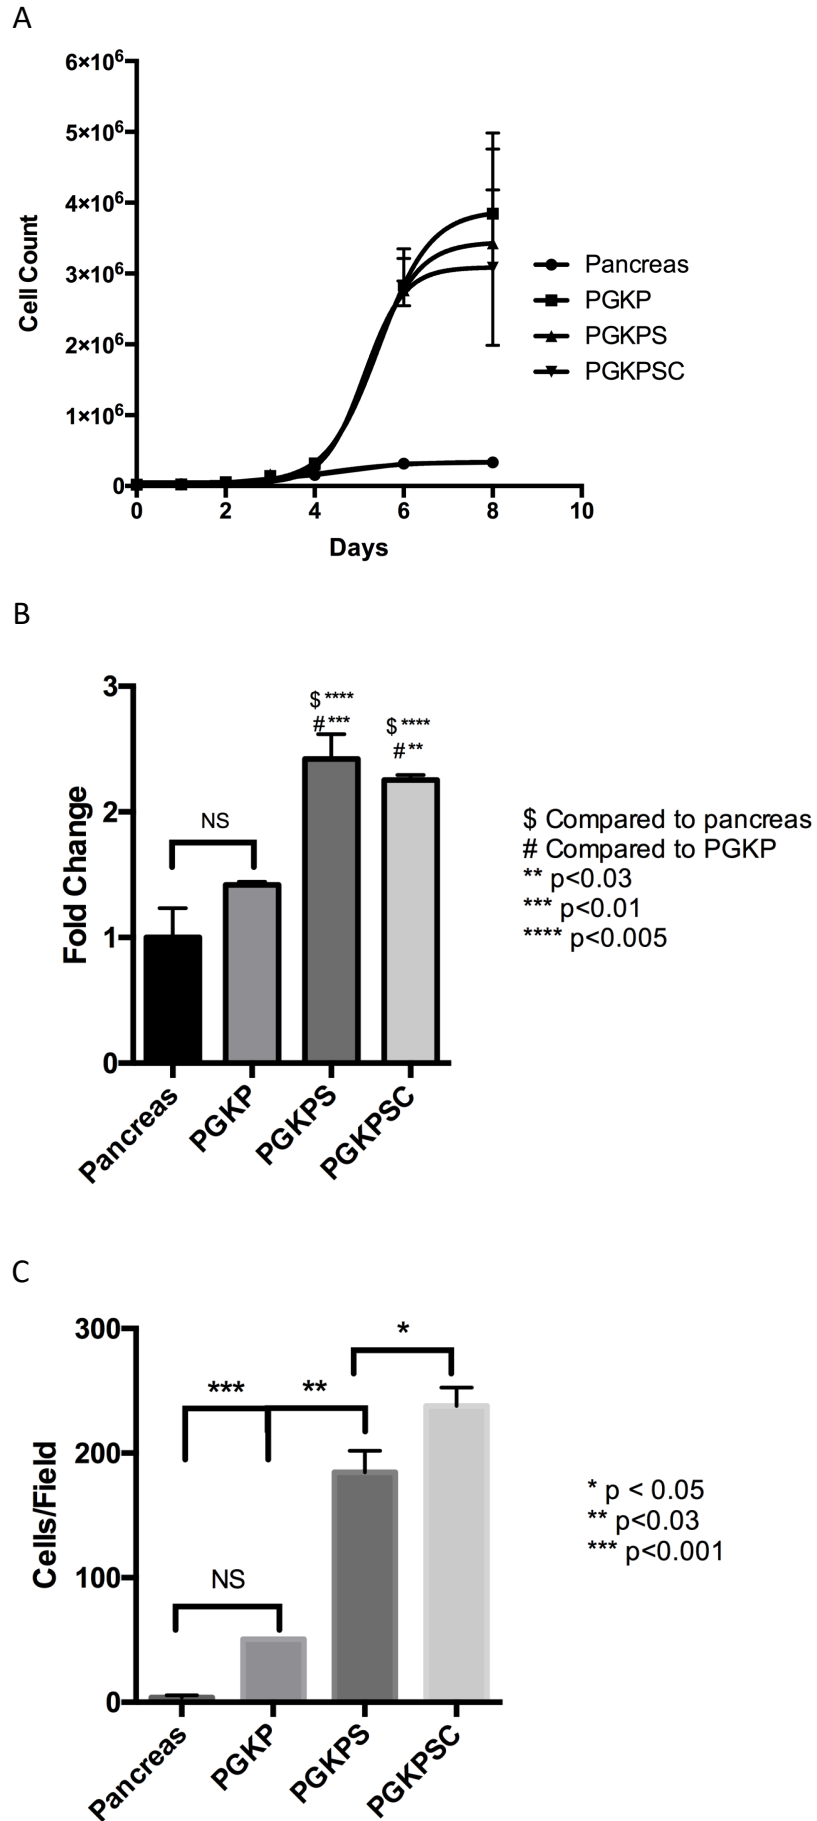 A
6×10⁶
5×10⁶
4×10⁶
3×10⁶
2×10⁶
1×10⁶
0
Cell Count
0 2 4 6 8 10
Days
Pancreas
PGKP
PGKPS
PGKPSC
B
3
2
1
0
Fold Change
NS
$ ****
# ***
$ ****
# **
Pancreas
PGKP
PGKPS
PGKPSC
$ Compared to pancreas
# Compared to PGKP
** p<0.03
*** p<0.01
**** p<0.005
C
300
200
100
0
Cells/Field
*
*** **
NS
Pancreas
PGKP
PGKPS
PGKPSC
* p < 0.05
** p<0.03
*** p<0.001